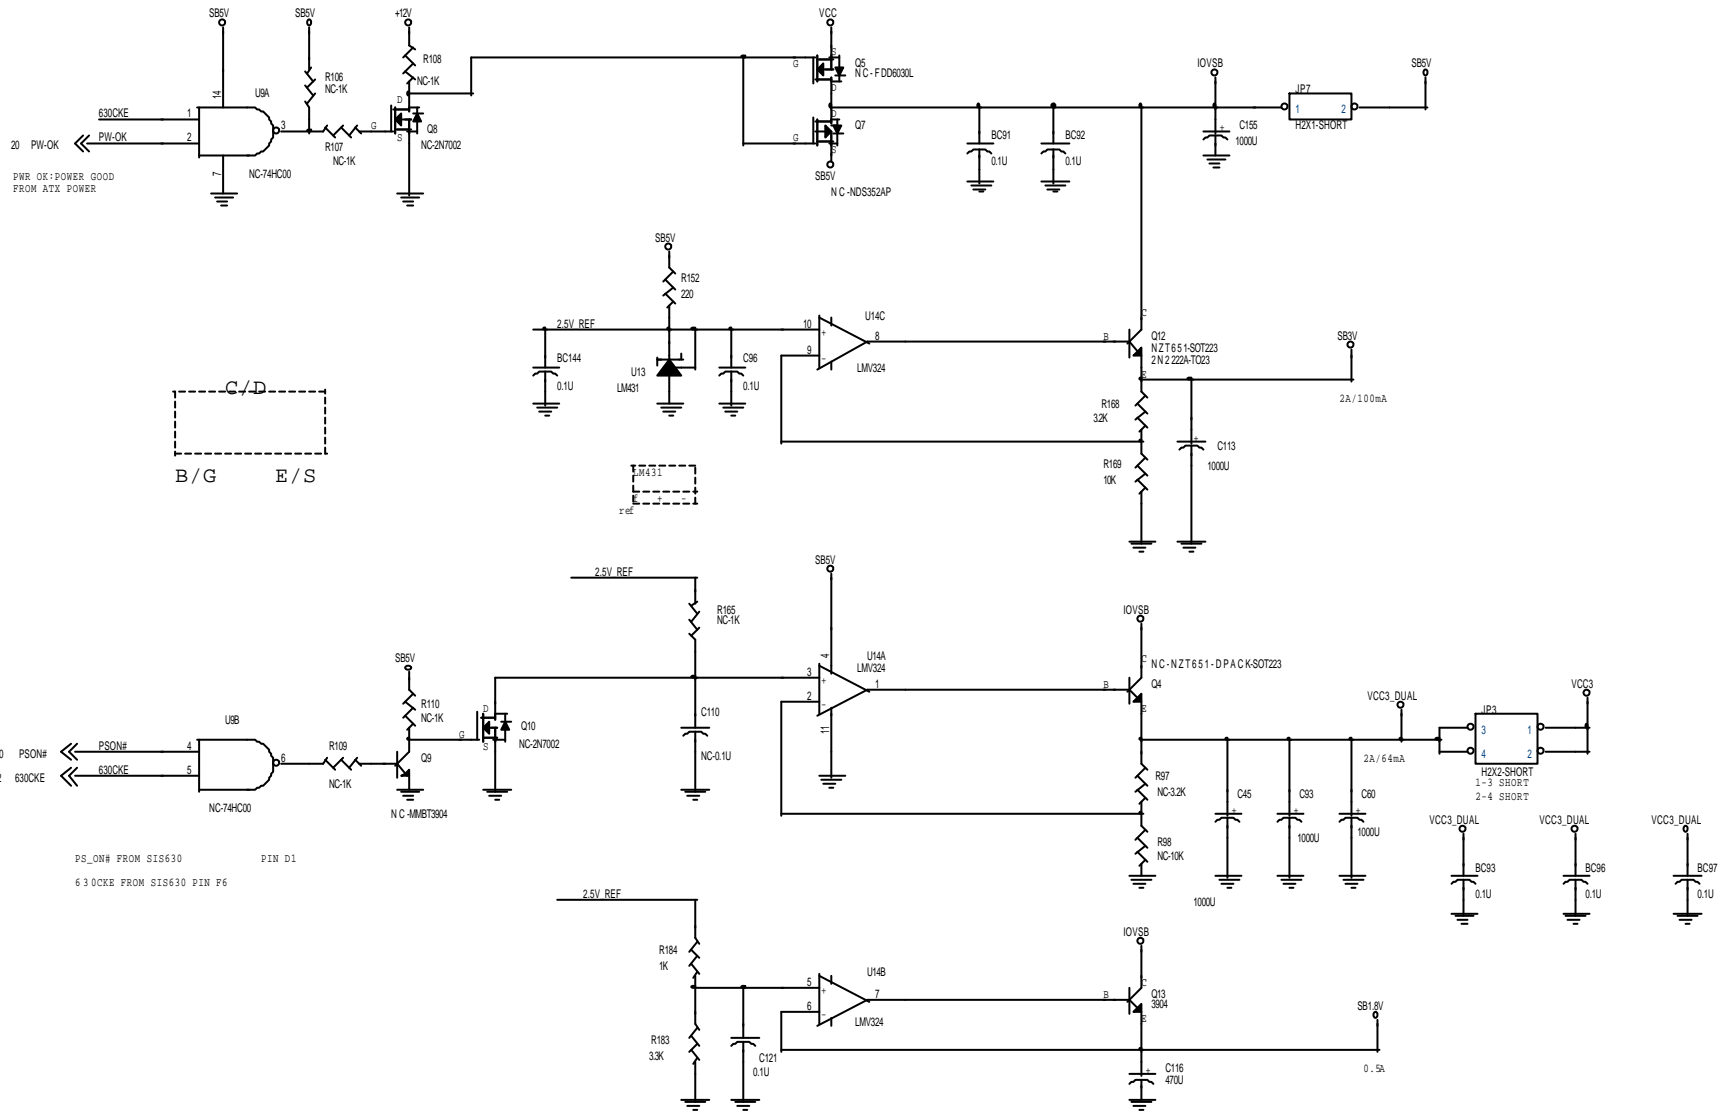 SB5V
SB5V
+12V
VCC
R108
NC-1K
R106
NC-1K
U9A
14
630CKE
1
3
20 PW-OK
PW-OK
2
7
NC-74HC00
R107
NC-1K
G
D
S
Q8
NC-2N7002
PWR OK:POWER GOOD
FROM ATX POWER
S
G
D
Q5
NC-FDD6030L
D
G
S
Q7
SB5V
NC-NDS352AP
BC91
0.1U
BC92
0.1U
IOVSB
C155
+
1000U
JP7
1
2
H2X1-SHORT
SB5V
SB5V
R152
220
2.5V_REF
BC144
0.1U
U13
LM431
C96
0.1U
10
+
9
-
U14C
8
LMV324
C
B
E
Q12
NZT651-SOT223
2N2222A-TO23
SB3V
2A/100mA
R168
3.2K
R169
10K
C113
+
1000U
C/D
B/G E/S
LM431
f + -
ref
2.5V_REF
R165
NC-1K
SB5V
4
U14A
LMV324
3
+
2
-
1
11
C110
NC-0.1U
IOVSB
C
NC-NZT651-DPACK-SOT223
B
Q4
E
VCC3_DUAL
2A/64mA
JP3
3
1
4
2
H2X2-SHORT
1-3 SHORT
2-4 SHORT
VCC3
SB5V
R110
NC-1K
U9B
0 PSON#
PSON#
4
6
2 630CKE
630CKE
5
NC-74HC00
R109
NC-1K
Q9
NC-MMBT3904
D
G
S
Q10
NC-2N7002
R97
NC-3.2K
R98
NC-10K
C45
+
1000U
C93
+
1000U
C60
+
1000U
VCC3_DUAL
BC93
0.1U
VCC3_DUAL
BC96
0.1U
VCC3_DUAL
BC97
0.1U
PS_ON# FROM SIS630 PIN D1
630CKE FROM SIS630 PIN F6
2.5V_REF
R184
1K
R183
3.3K
C121
0.1U
5
+
6
-
U14B
7
LMV324
IOVSB
C
B
E
Q13
3904
SB1.8V
0.5A
C116
+
470U